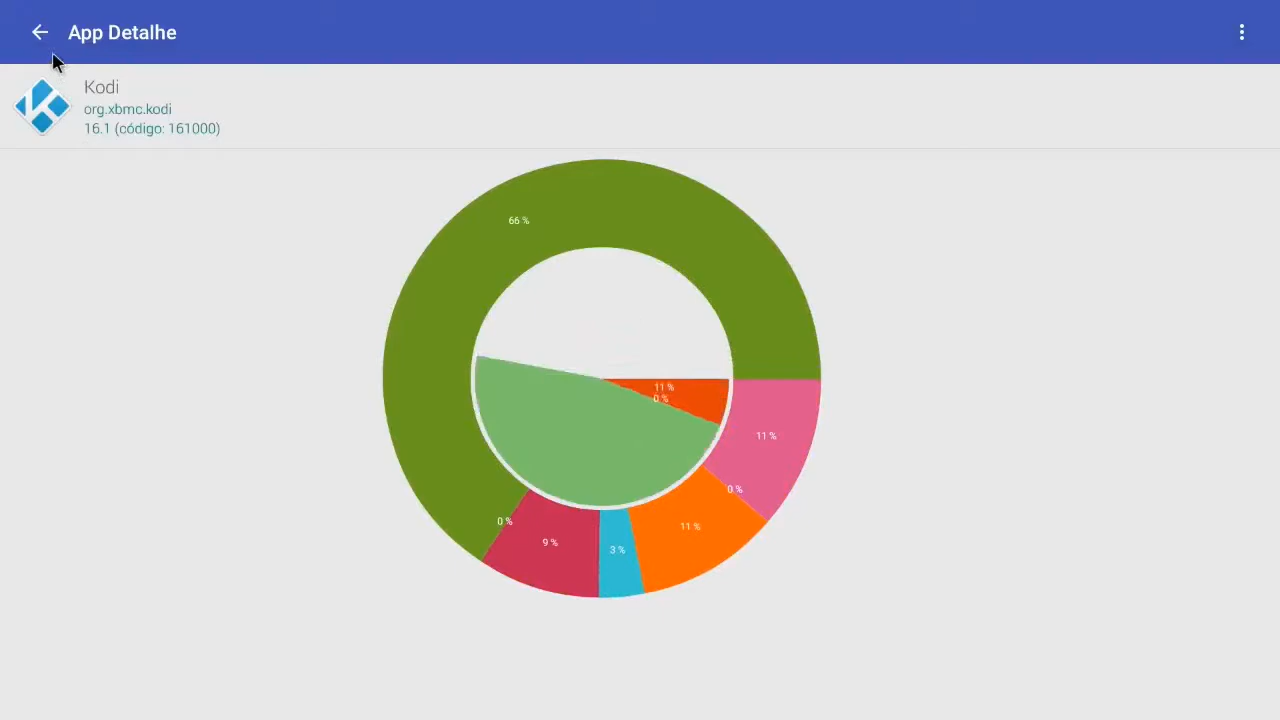 App Detalhe
Kodi
org.xbmc.kodi
16.1 (código: 161000)
66 %
11 %
0 %
11 %
0 %
11 %
0 %
9 %
3 %